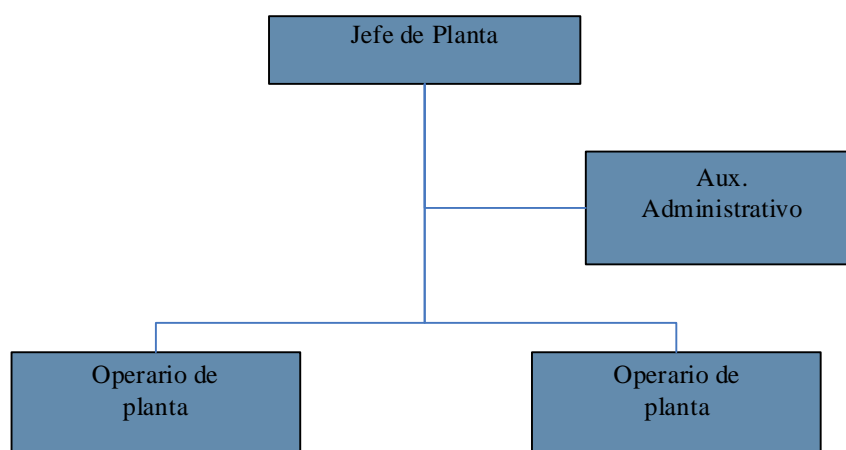 Jefe de Planta
Aux.
Administrativo
Operario de
planta
Operario de
planta